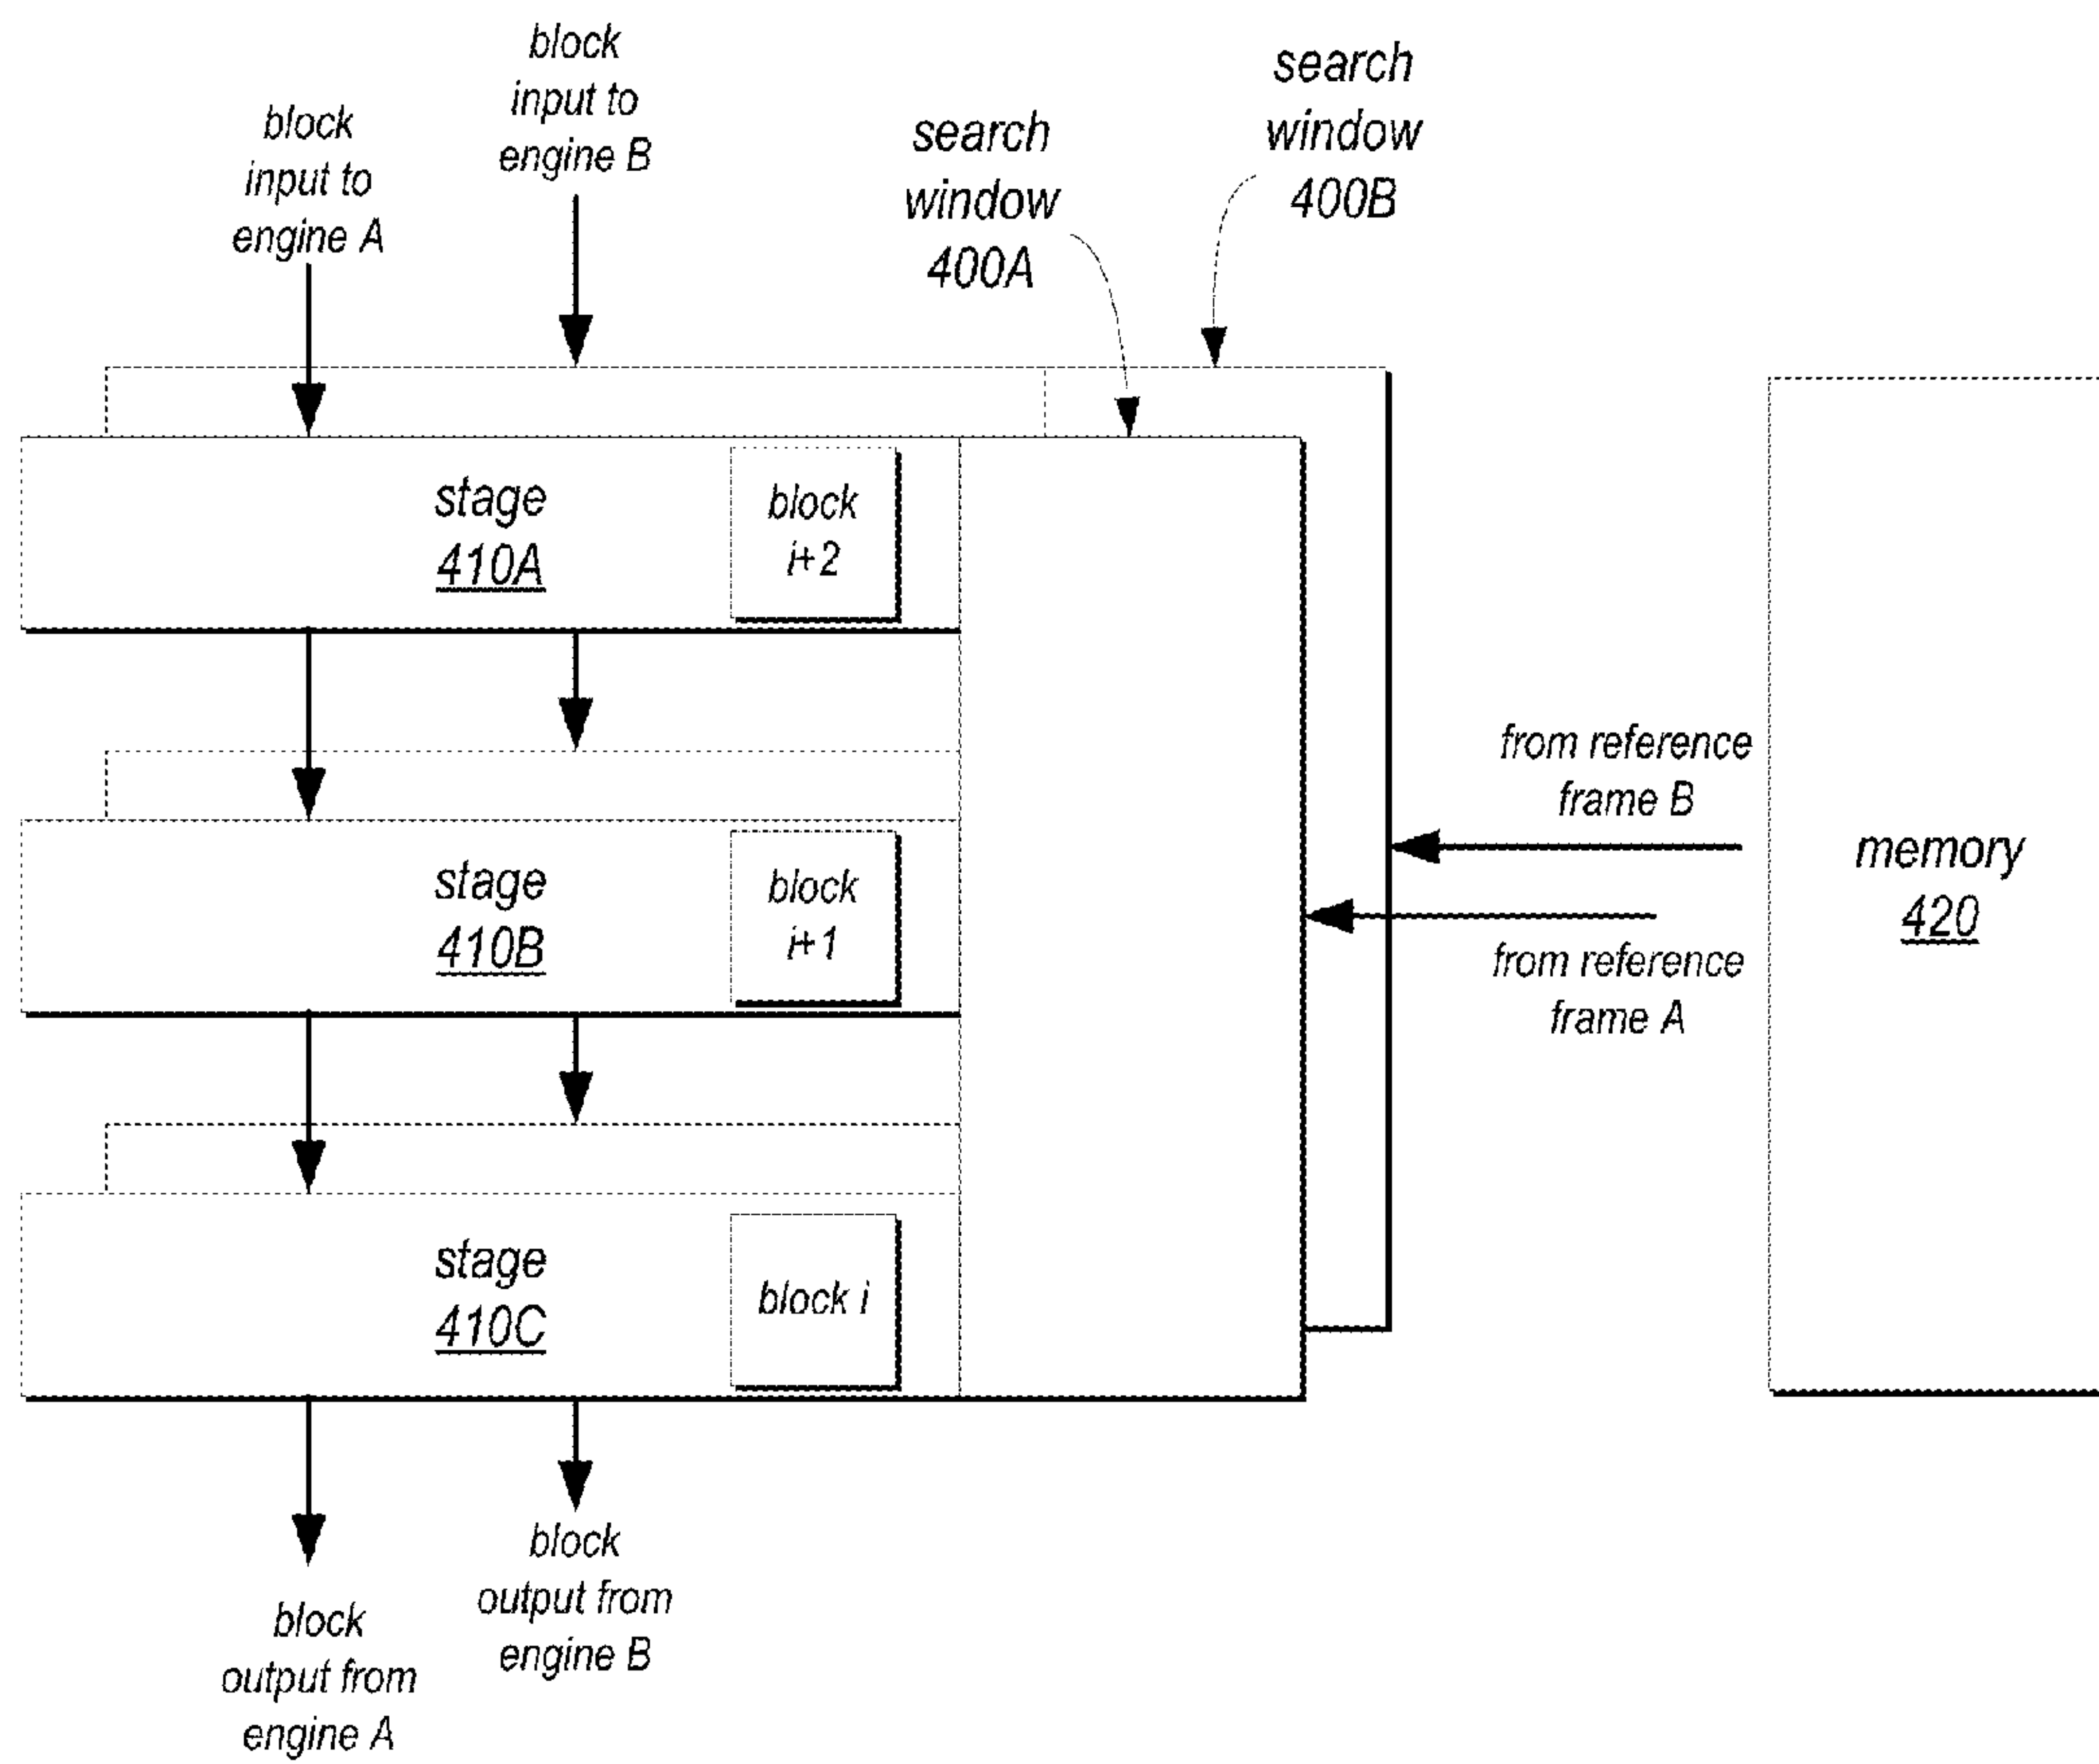 block
input to
engine A
block
input to
engine B
search
window
400A
search
window
400B
stage
410A
block
i+2
stage
410B
block
i+1
stage
410C
block i
from reference
frame B
from reference
frame A
memory
420
block
output from
engine A
block
output from
engine B